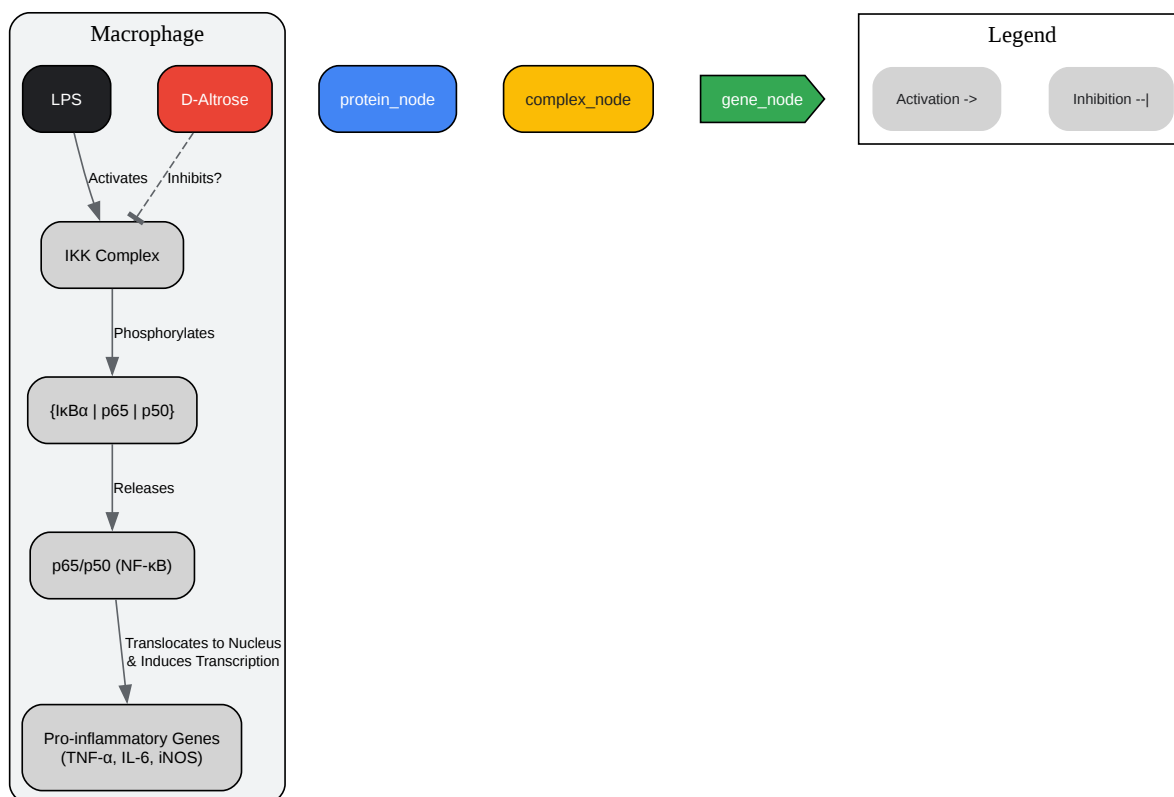 Macrophage
Legend
LPS
D-Altrose
protein_node
complex_node
gene_node
Activation ->
Inhibition --|
Activates
Inhibits?
IKK Complex
Phosphorylates
{IκBα | p65 | p50}
Releases
p65/p50 (NF-κB)
Translocates to Nucleus
& Induces Transcription
Pro-inflammatory Genes
(TNF-α, IL-6, iNOS)